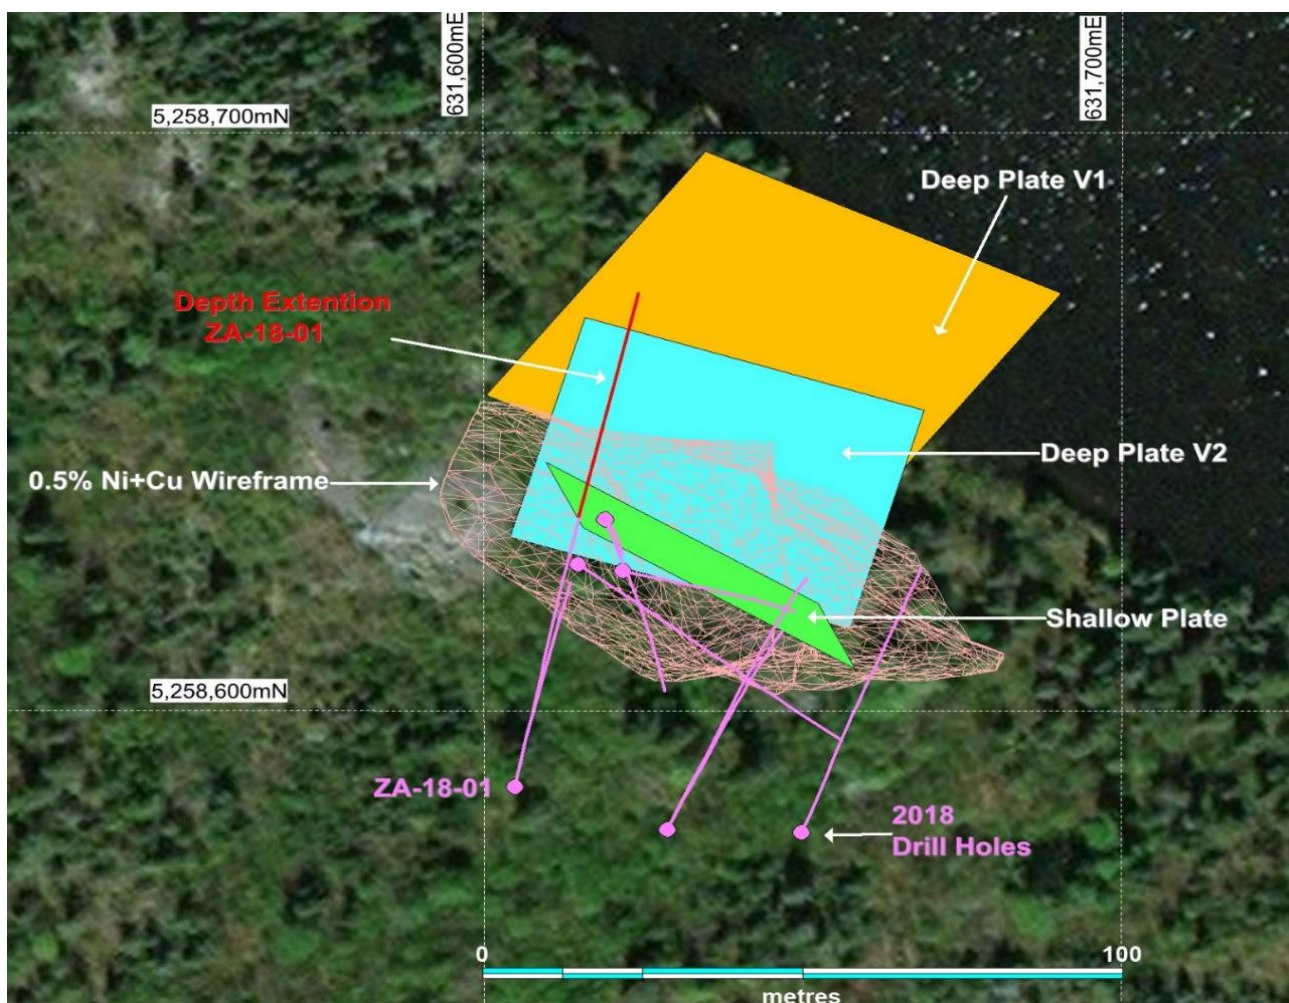 631,600mE
631,700mE
5,258,700mN
Deep Plate V1
Depth Extention
ZA-18-01
Deep Plate V2
0.5% Ni+Cu Wireframe
Shallow Plate
5,258,600mN
ZA-18-01
2018
Drill Holes
0
100
metres